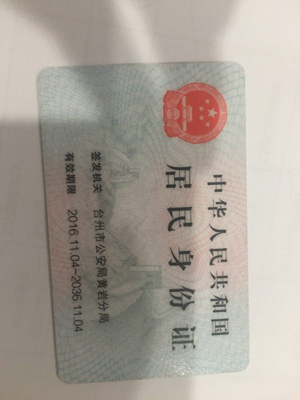 中华人民共和国
居民身份证
签发机关 台州市公安局黄岩分局
有效期限 2016.11.04-2036.11.04